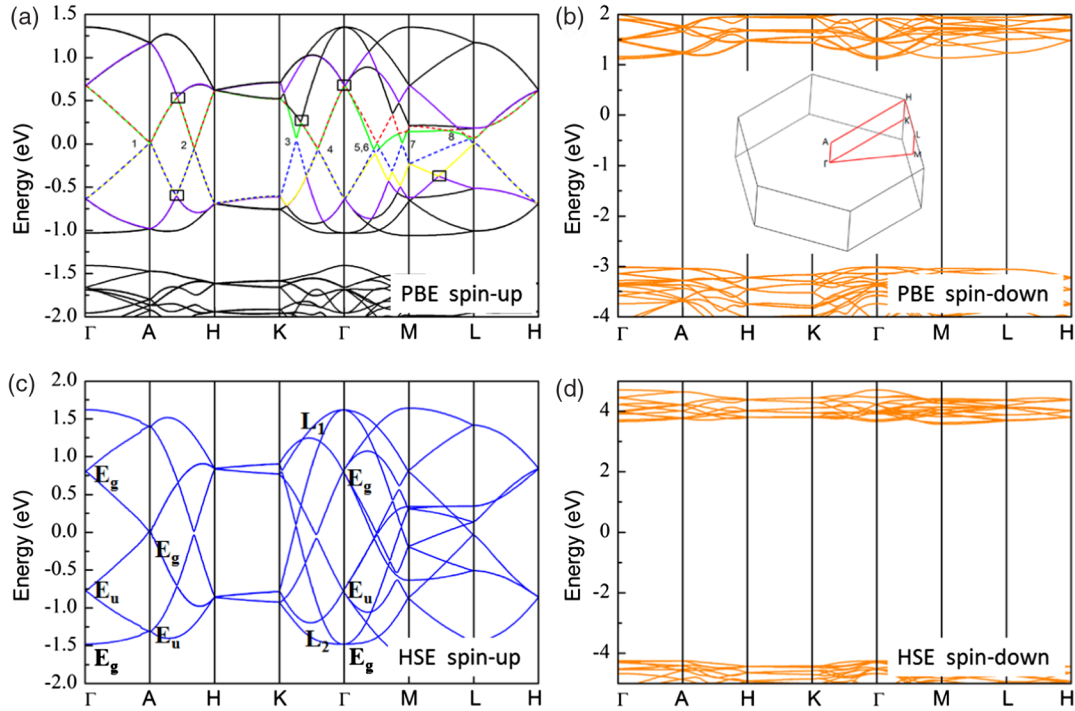 (a)
Energy (eV)
1.5
1.0
0.5
0.0
-0.5
-1.0
-1.5
-2.0
1
2
3
4
5,6
7
8
PBE spin-up
Γ A H K Γ M L H
(b)
Energy (eV)
2
1
0
-1
-2
-3
-4
H
K
A
L
Γ
M
PBE spin-down
Γ A H K Γ M L H
(c)
Energy (eV)
2.0
1.5
1.0
0.5
0.0
-0.5
-1.0
-1.5
-2.0
L1
Eg
Eg
Eg
Eu
Eu
Eu
L2
Eg
Eg
HSE spin-up
Γ A H K Γ M L H
(d)
Energy (eV)
4
2
0
-2
-4
HSE spin-down
Γ A H K Γ M L H